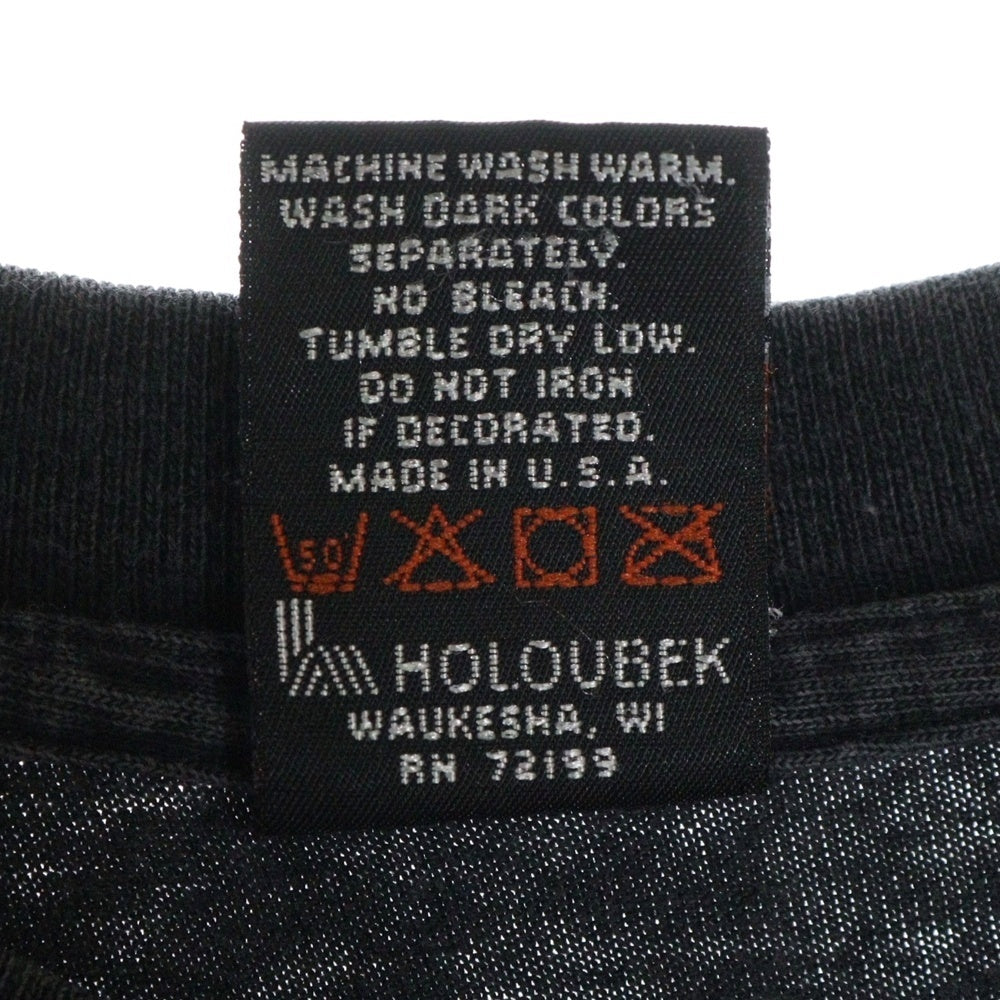 MACHINE WASH WARM.
WASH DARK COLORS
SEPARATELY.
NO BLEACH.
TUMBLE DRY LOW.
DO NOT IRON
IF DECORATED.
MADE IN U.S.A.
50
HOLOUBEK
WAUKESHA, WI
RN 72199